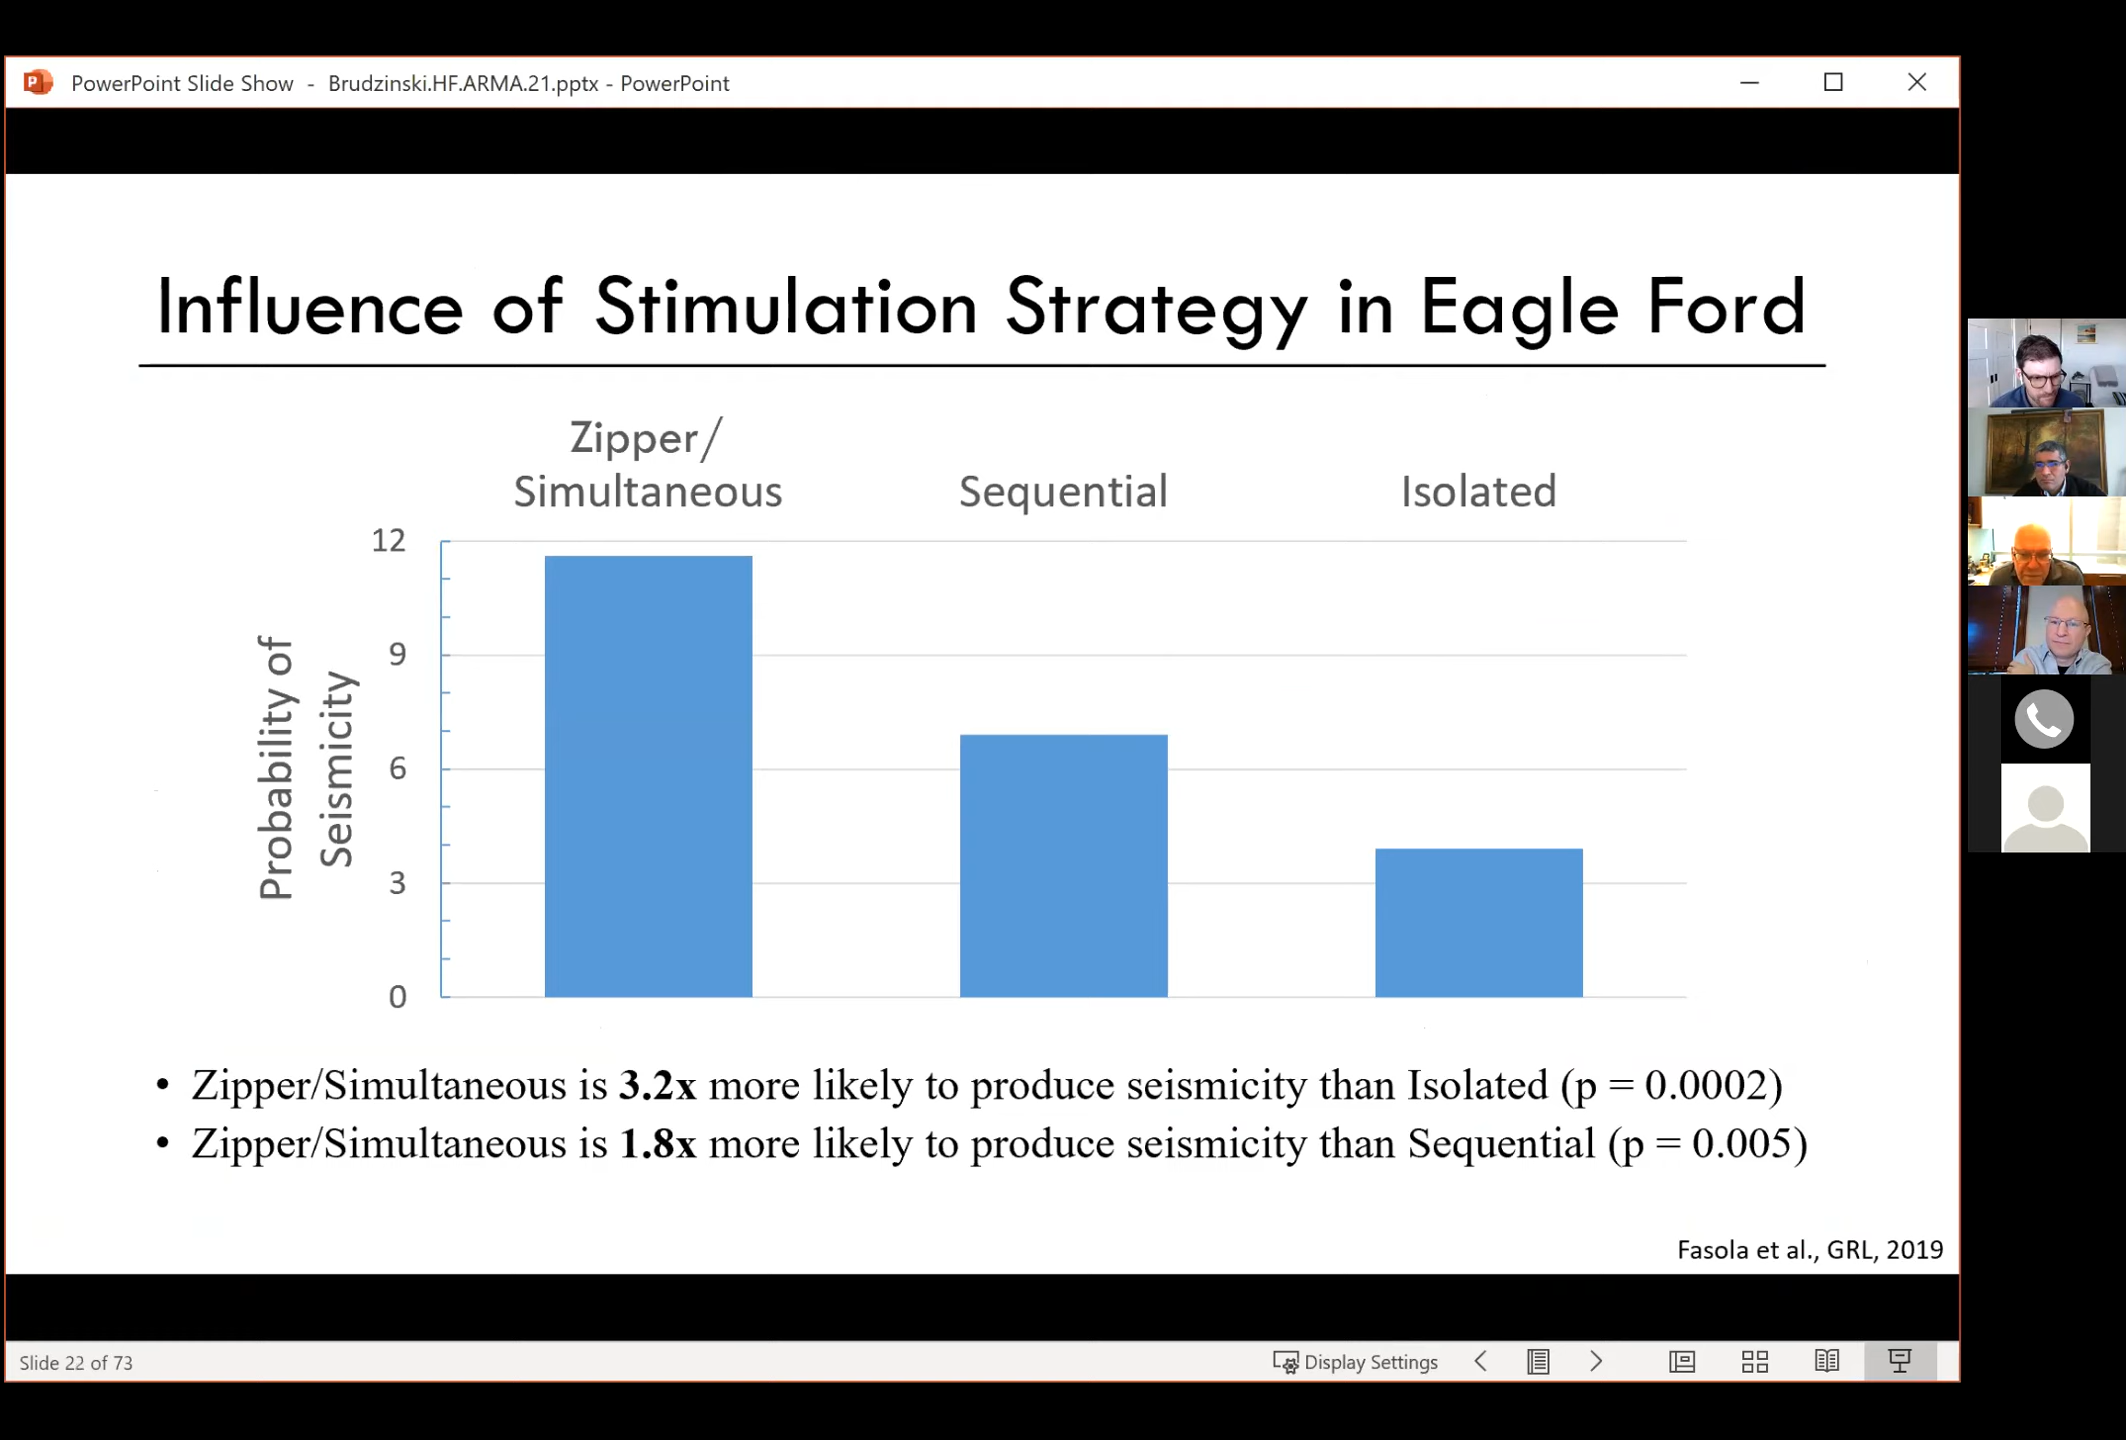 PowerPoint Slide Show - Brudzinski.HF.ARMA.21.pptx - PowerPoint
Influence of Stimulation Strategy in Eagle Ford
Zipper/
Simultaneous
Sequential
Isolated
12
9
6
3
0
Probability of
Seismicity
• Zipper/Simultaneous is 3.2x more likely to produce seismicity than Isolated (p = 0.0002)
• Zipper/Simultaneous is 1.8x more likely to produce seismicity than Sequential (p = 0.005)
Fasola et al., GRL, 2019
Slide 22 of 73
Display Settings